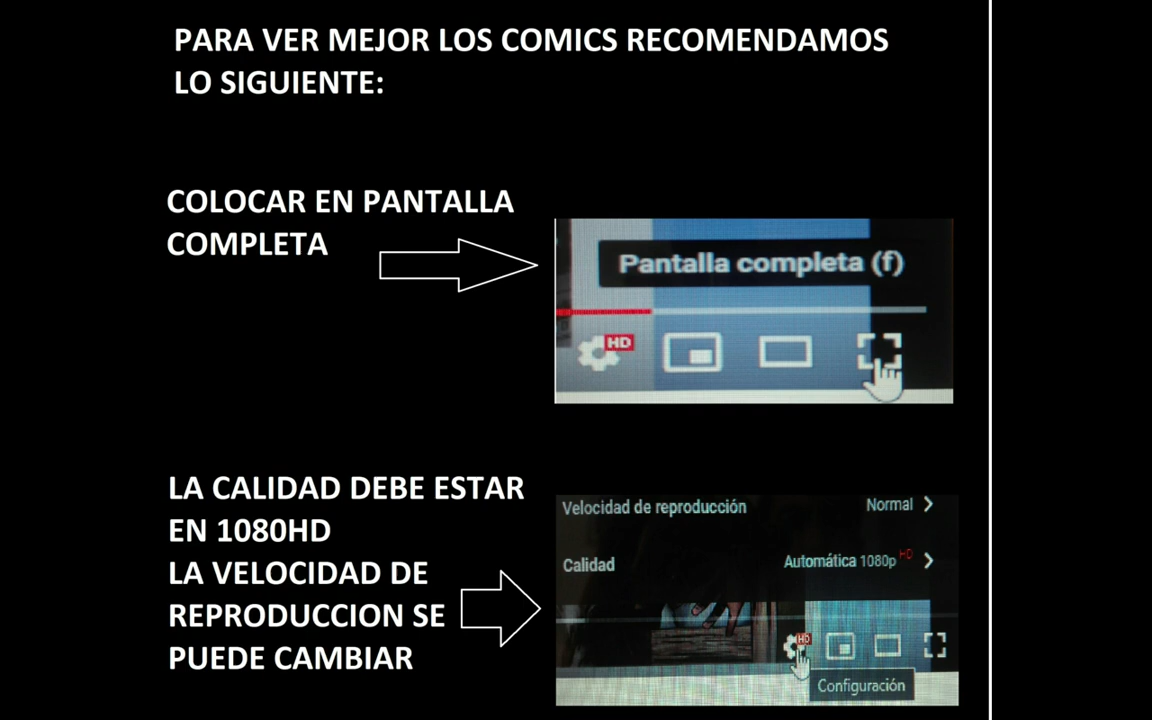 PARA VER MEJOR LOS COMICS RECOMENDAMOS
LO SIGUIENTE:
COLOCAR EN PANTALLA
COMPLETA
Pantalla completa (f)
HD
LA CALIDAD DEBE ESTAR
EN 1080HD
LA VELOCIDAD DE
REPRODUCCION SE
PUEDE CAMBIAR
Velocidad de reproducción Normal
Calidad Automática 1080p HD
HD
Configuración